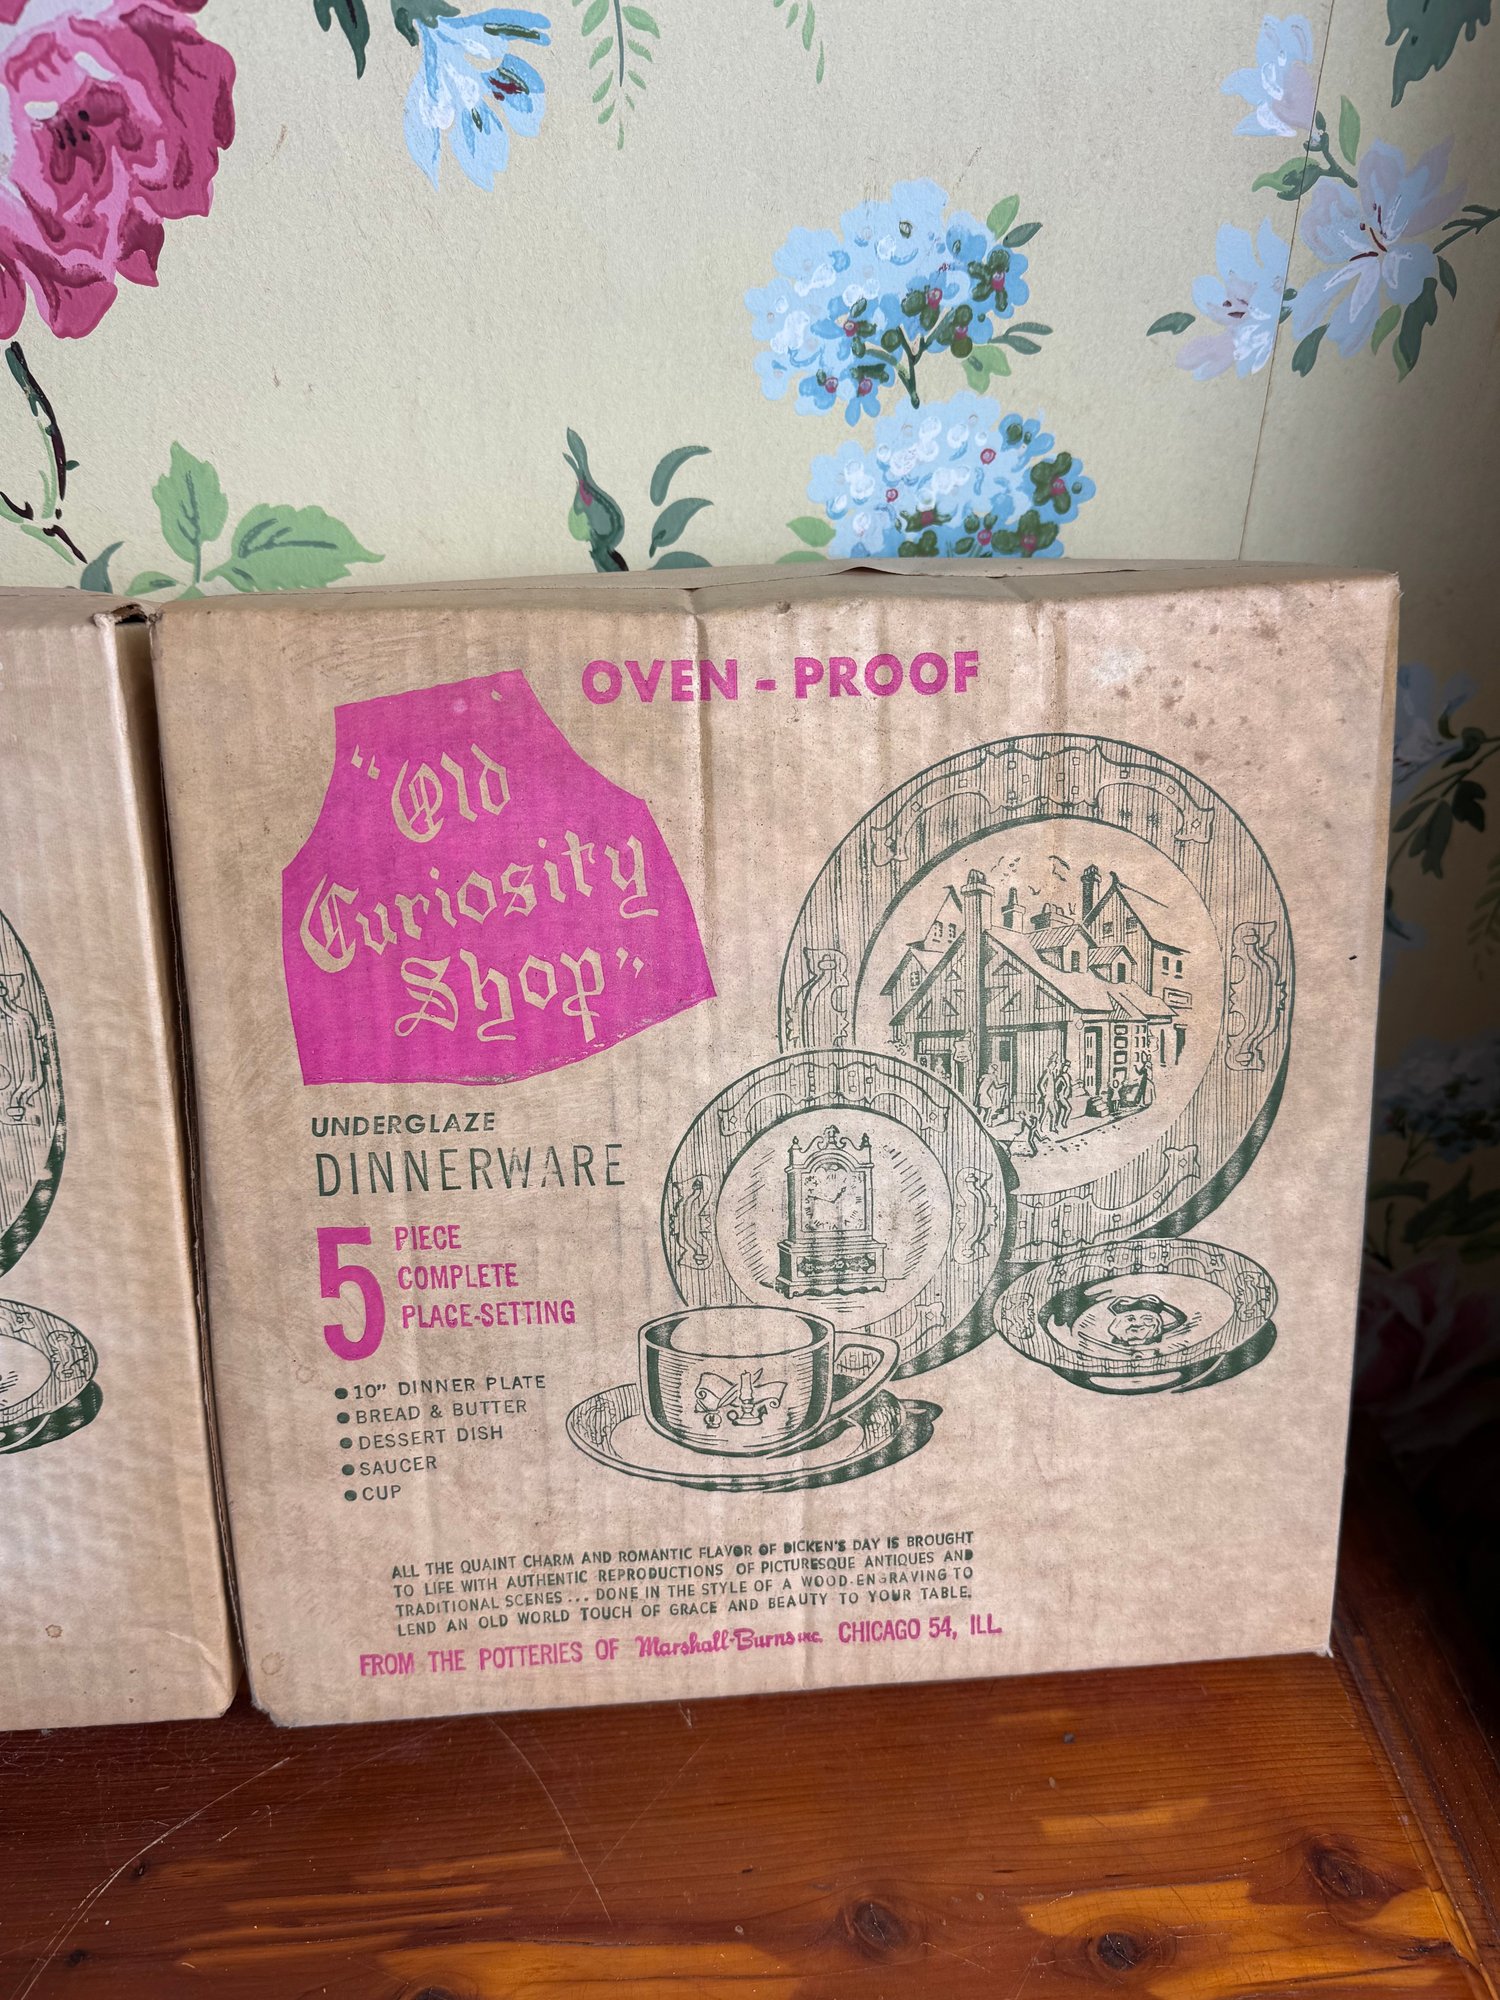 OVEN - PROOF
"Old
Curiosity
Shop"
UNDERGLAZE
DINNERWARE
5 PIECE
COMPLETE
PLACE-SETTING
● 10" DINNER PLATE
● BREAD & BUTTER
● DESSERT DISH
● SAUCER
● CUP
ALL THE QUAINT CHARM AND ROMANTIC FLAVOR OF DICKEN'S DAY IS BROUGHT
TO LIFE WITH AUTHENTIC REPRODUCTIONS OF PICTURESQUE ANTIQUES AND
TRADITIONAL SCENES ... DONE IN THE STYLE OF A WOOD-ENGRAVING TO
LEND AN OLD WORLD TOUCH OF GRACE AND BEAUTY TO YOUR TABLE.
FROM THE POTTERIES OF Marshall-Burns INC. CHICAGO 54, ILL.